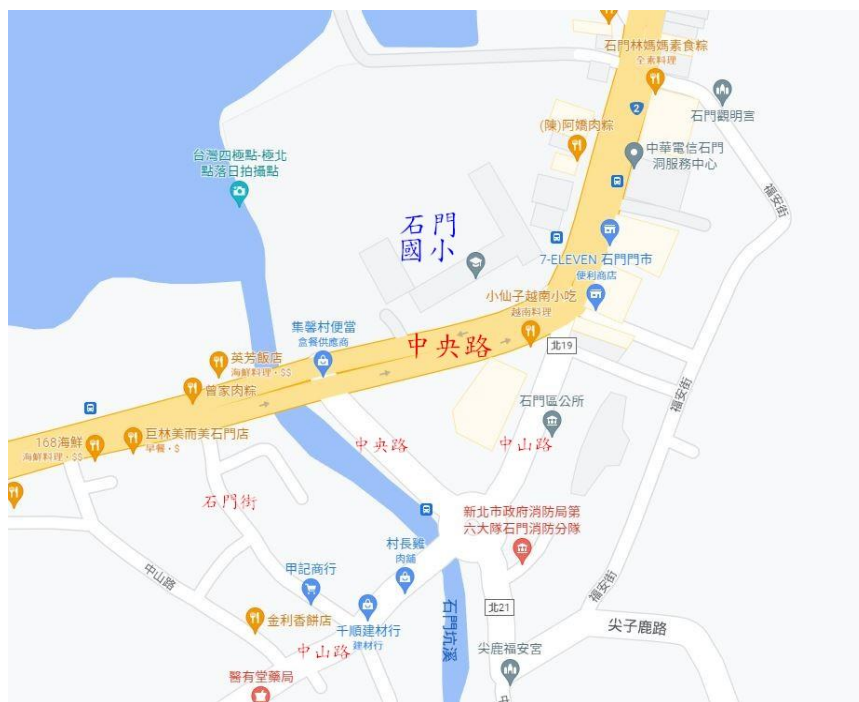 石門林媽媽素食粽
全素料理
2
石門觀明宮
(陳)阿嬌肉粽
中華電信石門
洞服務中心
台灣四極點-極北
點落日拍攝點
福安街
石門
國小
7-ELEVEN 石門門市
便利商店
小仙子越南小吃
越南料理
集馨村便當
盒餐供應商
中央路
北19
英芳飯店
海鮮料理·$$
曾家肉粽
福安街
石門區公所
巨林美而美石門店
早餐·$
168海鮮
海鮮料理·$$
中央路
中山路
石門街
新北市政府消防局第
六大隊石門消防分隊
村長雞
肉舖
中山路
甲記商行
福安街
北21
石門坑溪
金利香餅店
千順建材行
建材行
尖子鹿路
中山路
尖鹿福安宮
醫有堂藥局
中